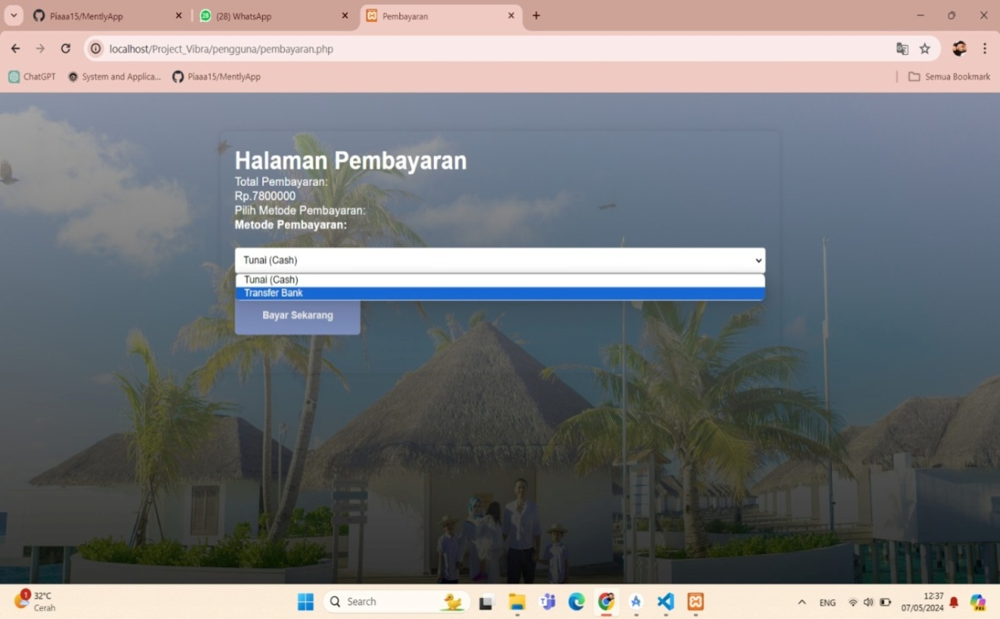 Piaaa15/MentlyApp
28
(28) WhatsApp
Pembayaran
localhost/Project_Vibra/pengguna/pembayaran.php
ChatGPT
System and Applica...
Piaaa15/MentlyApp
Semua Bookmark
Halaman Pembayaran
Total Pembayaran:
Rp.7800000
Pilih Metode Pembayaran:
Metode Pembayaran:
Tunai (Cash)
Tunai (Cash)
Transfer Bank
Bayar Sekarang
1
32°C
Cerah
Search
ENG
12:37
07/05/2024
PRE